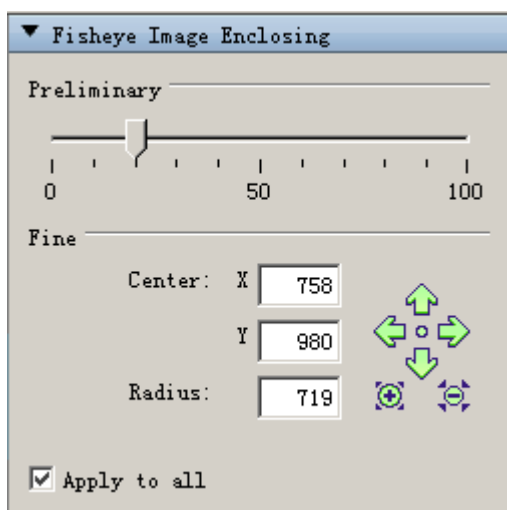 Fisheye Image Enclosing
Preliminary
0 50 100
Fine
Center: X 758
Y 980
Radius: 719
Apply to all